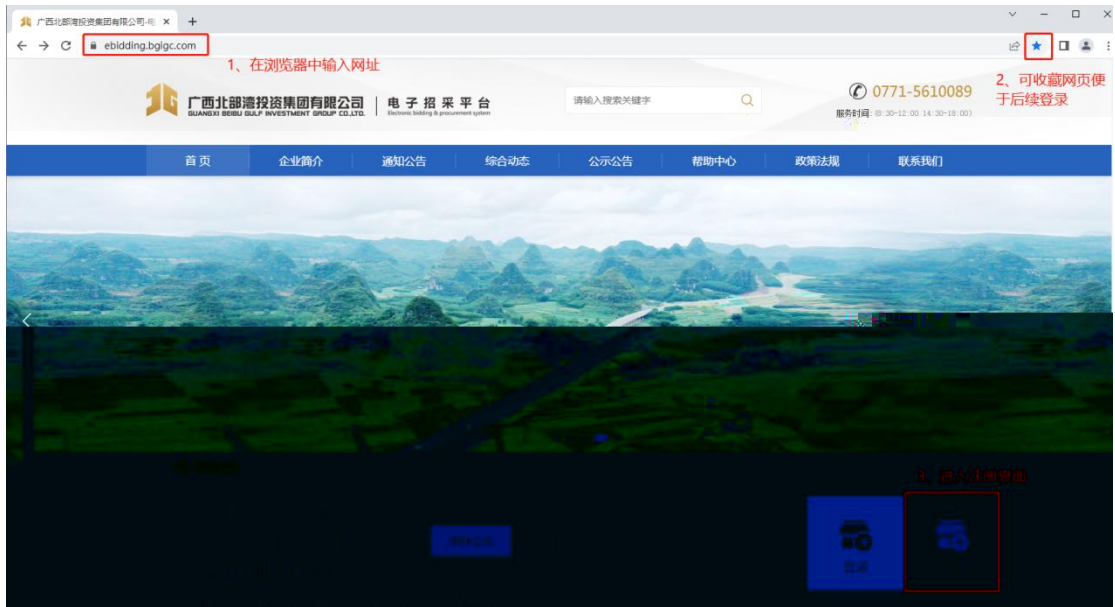 广西北部湾投资集团有限公司-电
ebidding.bgigc.com
1、在浏览器中输入网址
2、可收藏网页便
于后续登录
广西北部湾投资集团有限公司
GUANGXI BEIBU GULF INVESTMENT GROUP CO.,LTD.
电子招采平台
Electronic bidding & procurement system
请输入搜索关键字
0771-5610089
服务时间: (8:30-12:00 14:30-18:00)
首页 企业简介 通知公告 综合动态 公示公告 帮助中心 政策法规 联系我们